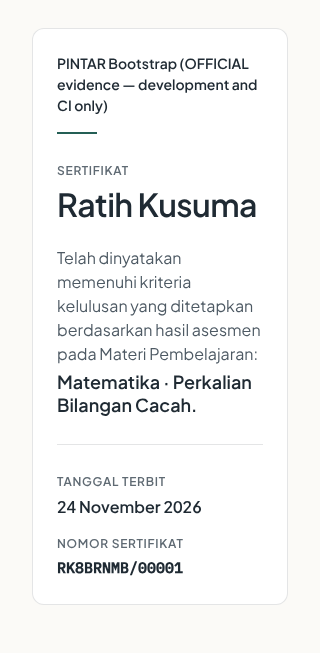 PINTAR Bootstrap (OFFICIAL
evidence — development and
CI only)
SERTIFIKAT
Ratih Kusuma
Telah dinyatakan
memenuhi kriteria
kelulusan yang ditetapkan
berdasarkan hasil asesmen
pada Materi Pembelajaran:
Matematika · Perkalian
Bilangan Cacah.
TANGGAL TERBIT
24 November 2026
NOMOR SERTIFIKAT
RK8BRNMB/00001